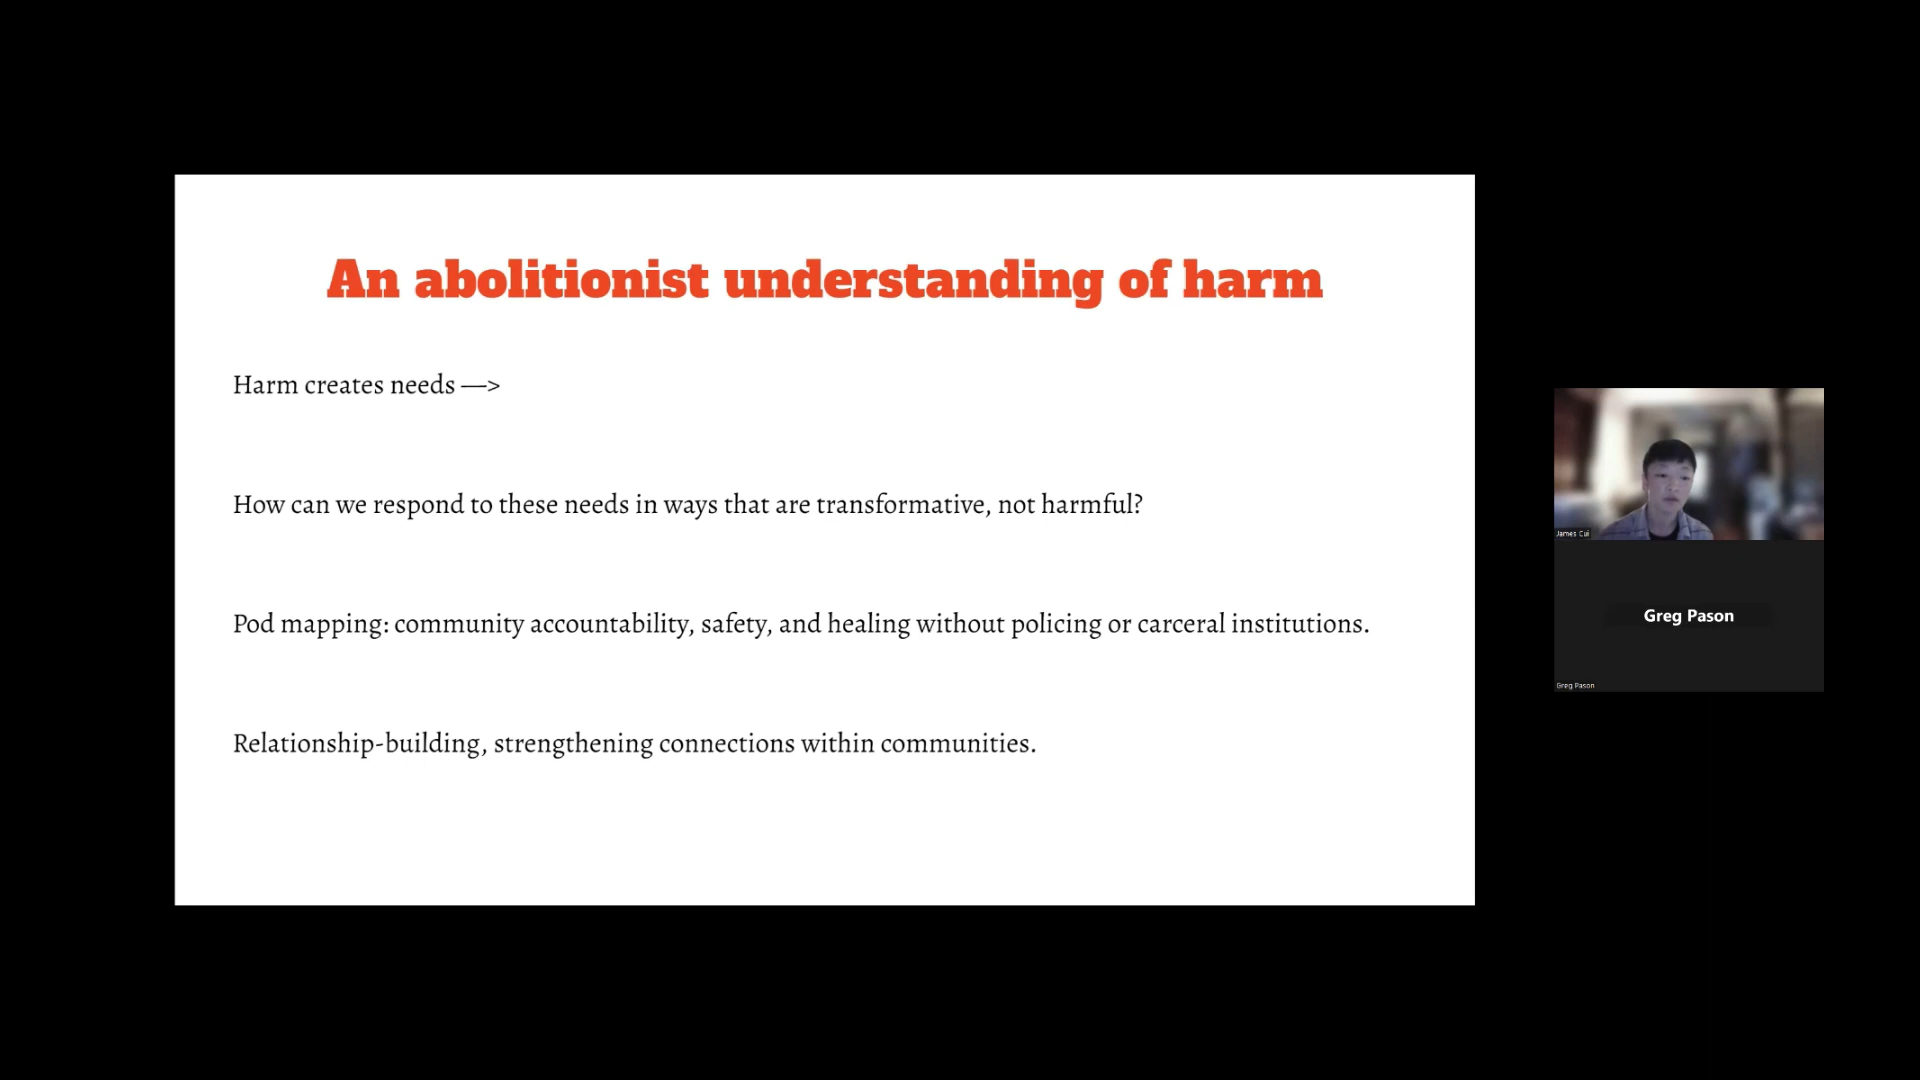 An abolitionist understanding of harm
Harm creates needs —>
How can we respond to these needs in ways that are transformative, not harmful?
Pod mapping: community accountability, safety, and healing without policing or carceral institutions.
Relationship-building, strengthening connections within communities.
James Cui
Greg Pason
Greg Pason